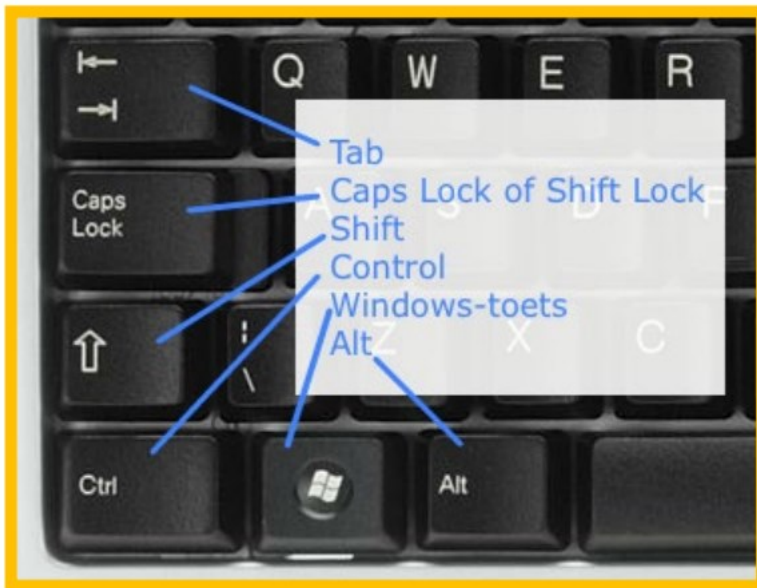 Q W E R
Tab
Caps Lock
Caps Lock of Shift Lock
A S D F
Shift
Control
Windows-toets
Alt
Z X C
¦
\
Ctrl
Alt